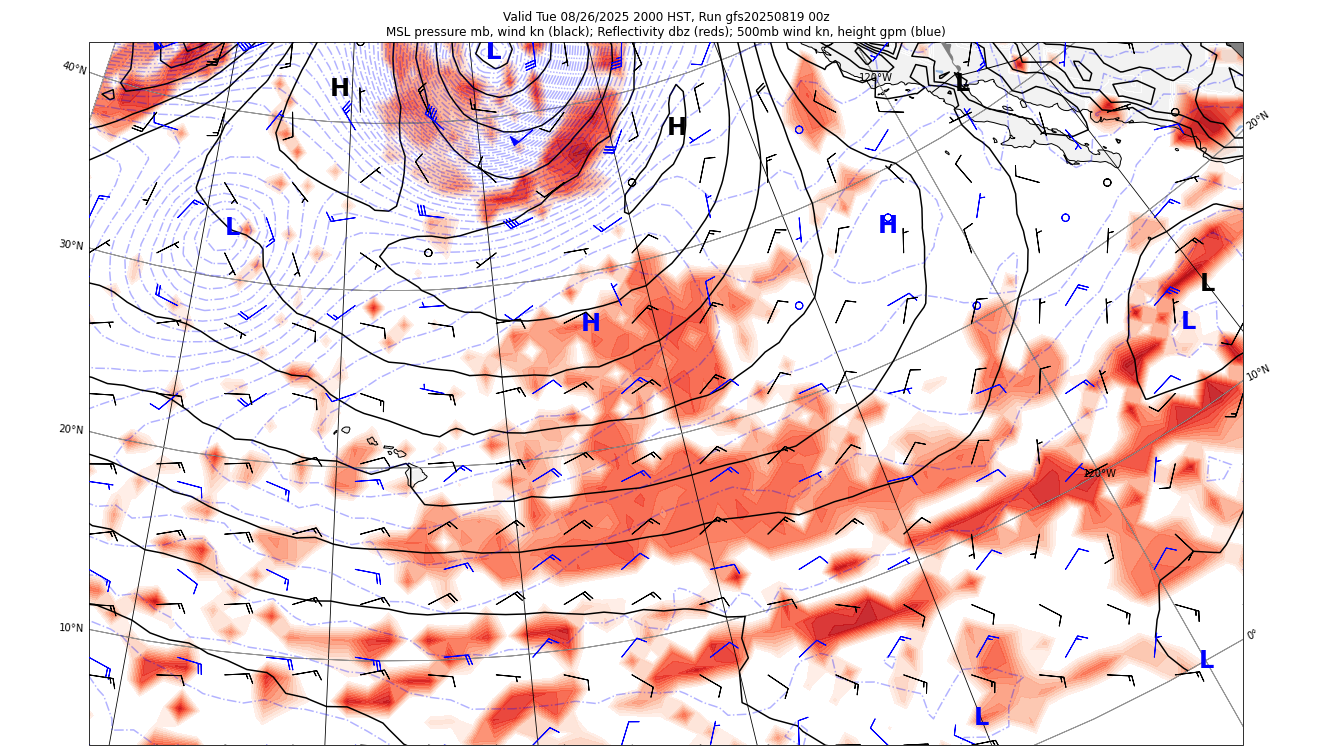 Valid Tue 08/26/2025 2000 HST, Run gfs20250819 00z
MSL pressure mb, wind kn (black); Reflectivity dbz (reds); 500mb wind kn, height gpm (blue)
L
40°N
120°W
L
H
H
20°N
L
H
30°N
L
H
L
10°N
20°N
120°W
10°N
0°
L
L